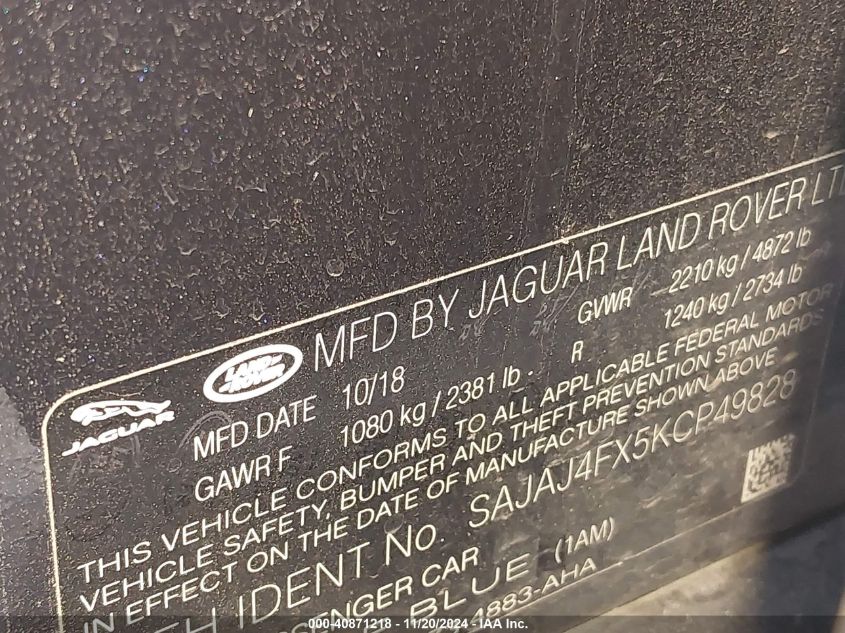 MFD BY JAGUAR LAND ROVER LT
LAND ROVER
JAGUAR
MFD DATE 10/18 GVWR 2210 kg / 4872 lb
GAWR F 1080 kg / 2381 lb R 1240 kg / 2734 lb
THIS VEHICLE CONFORMS TO ALL APPLICABLE FEDERAL MOTOR
VEHICLE SAFETY, BUMPER AND THEFT PREVENTION STANDARDS
IN EFFECT ON THE DATE OF MANUFACTURE SHOWN ABOVE
H IDENT No. SAJAJ4FX5KCP49828
ENGER CAR
BLUE (1AM)
4883-AHA
000-40871218 - 11/20/2024 - IAA Inc.